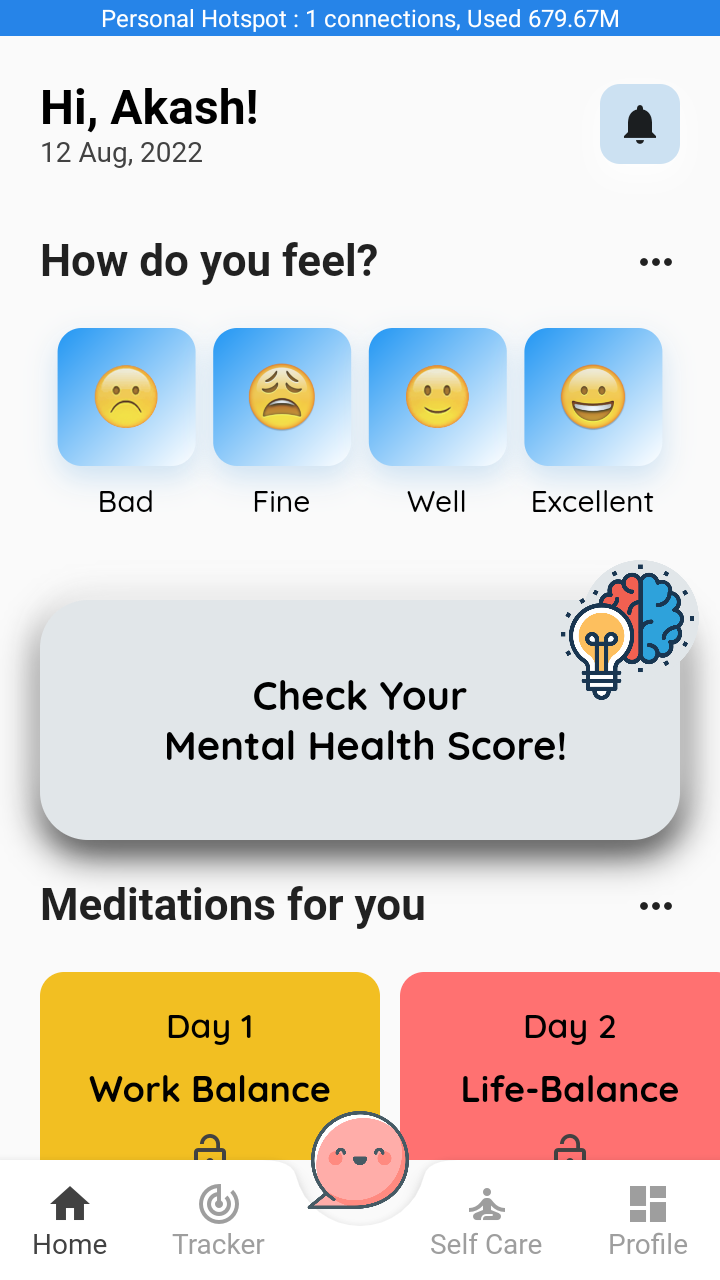 Personal Hotspot : 1 connections, Used 679.67M
Hi, Akash!
12 Aug, 2022
How do you feel?
Bad
Fine
Well
Excellent
Check Your
Mental Health Score!
Meditations for you
Day 1
Work Balance
Day 2
Life-Balance
Home
Tracker
Self Care
Profile